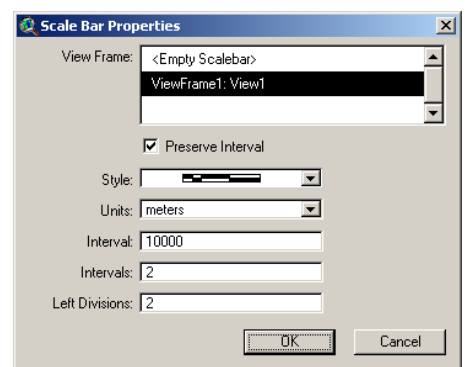 Scale Bar Properties
View Frame: <Empty Scalebar>
ViewFrame1: View1
Preserve Interval
Style:
Units: meters
Interval: 10000
Intervals: 2
Left Divisions: 2
OK Cancel